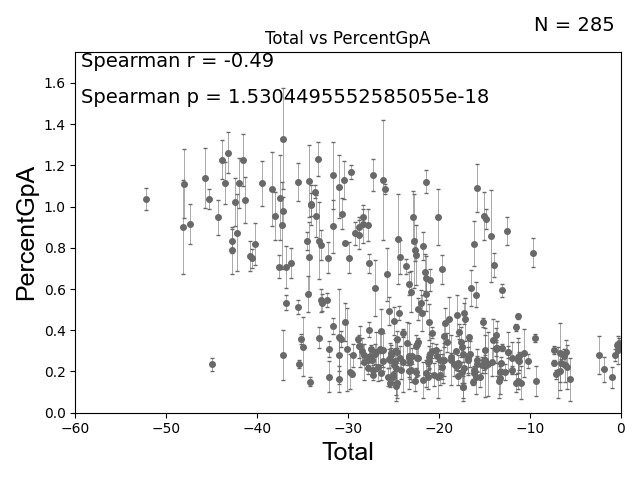 N = 285
Total vs PercentGpA
Spearman r = -0.49
Spearman p = 1.5304495552585055e-18
PercentGpA
1.6
1.4
1.2
1.0
0.8
0.6
0.4
0.2
0.0
−60 −50 −40 −30 −20 −10 0
Total